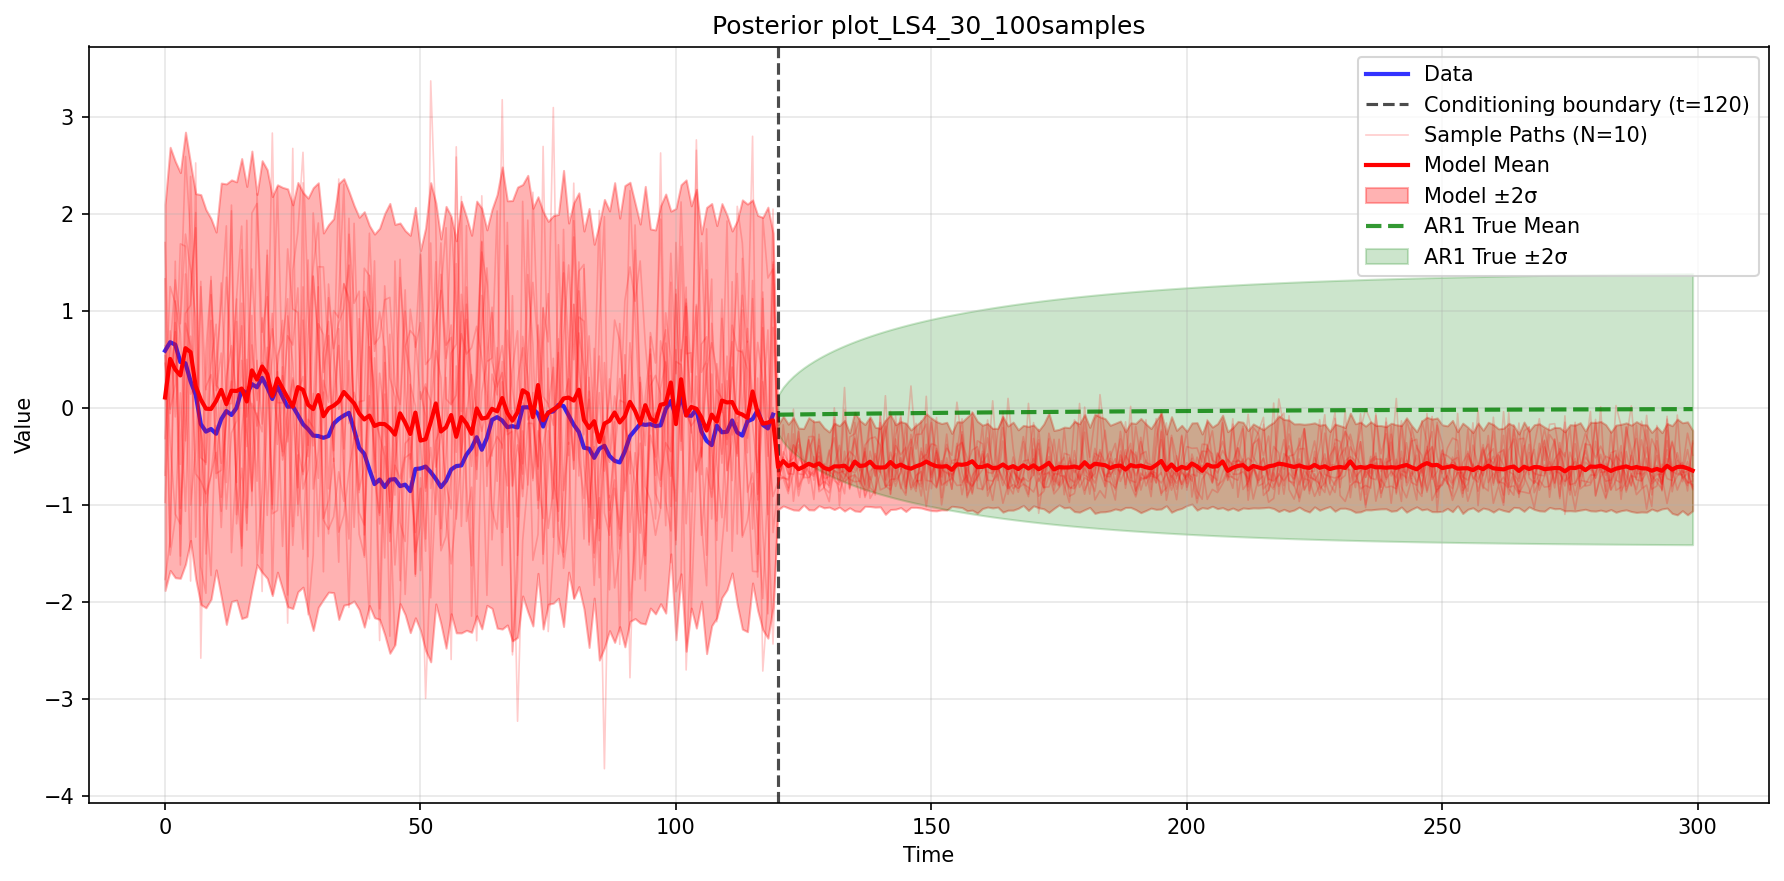 Posterior plot_LS4_30_100samples
Data
Conditioning boundary (t=120)
Sample Paths (N=10)
Model Mean
Model ±2σ
AR1 True Mean
AR1 True ±2σ
Value
3
2
1
0
−1
−2
−3
−4
0
50
100
150
200
250
300
Time